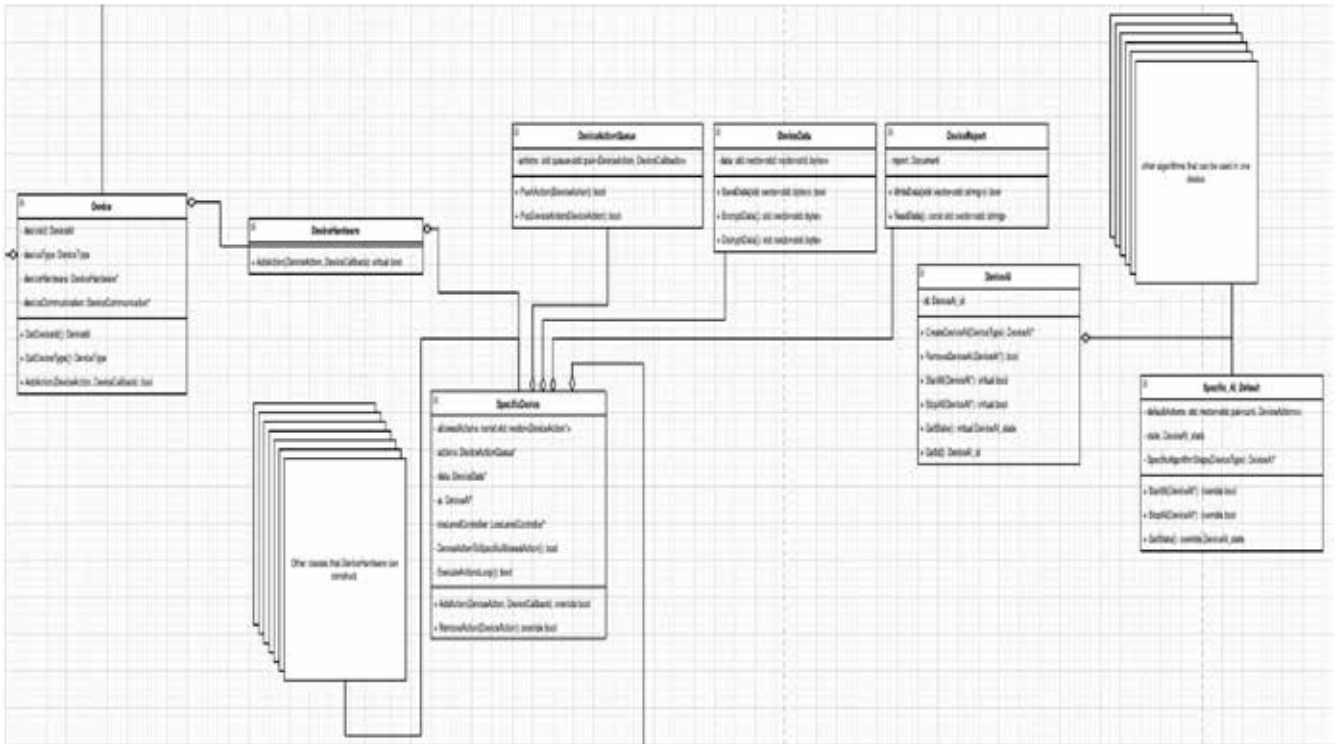 Device
- deviceId: DeviceId
- deviceType: DeviceType
- deviceHardware: DeviceHardware*
- deviceCommunication: DeviceCommunication*
+ GetDeviceId(): DeviceId
+ GetDeviceType(): DeviceType
+ AddAction(DeviceAction, DeviceCallback): bool
DeviceHardware
+ AddAction(DeviceAction, DeviceCallback): virtual bool
DeviceActionQueue
- actions: std::queue<std::pair<DeviceAction, DeviceCallback>>
+ PushAction(DeviceAction): bool
+ PopDeviceAction(DeviceAction): bool
DeviceData
- data: std::vector<std::vector<std::byte>>
+ SaveData(std::vector<std::byte>): bool
+ EncryptData(): std::vector<std::byte>
+ DecryptData(): std::vector<std::byte>
DeviceReport
- report: Document
+ WriteData(std::vector<std::string>): bool
+ ReadData(): const std::vector<std::string>
other algorithms that can be used in one
device
DeviceAI
- id: DeviceAI_id
+ CreateDeviceAI(DeviceType): DeviceAI*
+ RemoveDeviceAI(DeviceAI*): bool
+ StartAI(DeviceAI*): virtual bool
+ StopAI(DeviceAI*): virtual bool
+ GetState(): virtual DeviceAI_state
+ GetId(): DeviceAI_id
Specific_AI_Default
- defaultActions: std::vector<std::pair<uint, DeviceActions>>
- state: DeviceAI_state
- SpecificAlgorithmSteps(DeviceType): DeviceAI*
+ StartAI(DeviceAI*): override bool
+ StopAI(DeviceAI*): override bool
+ GetState(): override DeviceAI_state
SpecificDevice
- allowedActions: const std::vector<DeviceAction*>
- actions: DeviceActionQueue*
- data: DeviceData*
- ai: DeviceAI*
- lowLevelController: LowLevelController*
- DeviceActionToSpecificAllowedAction(): bool
- ExecuteActionsLoop(): bool
+ AddAction(DeviceAction, DeviceCallback): override bool
+ RemoveAction(DeviceAction): override bool
Other classes that DeviceHardware can
construct